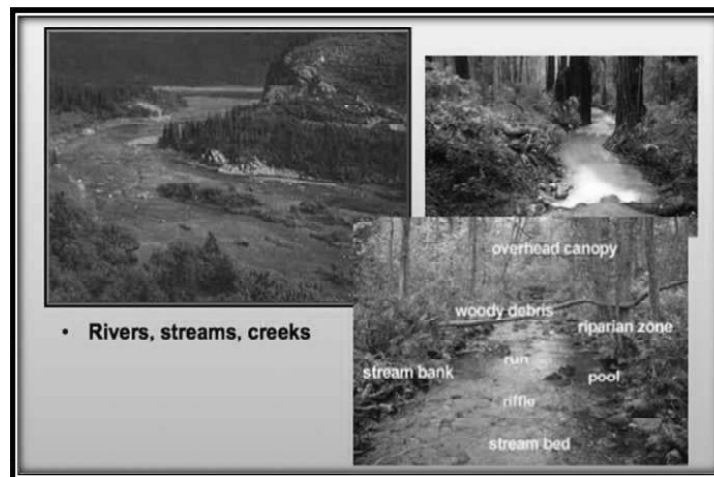 • Rivers, streams, creeks
overhead canopy
woody debris
riparian zone
run
stream bank
pool
riffle
stream bed